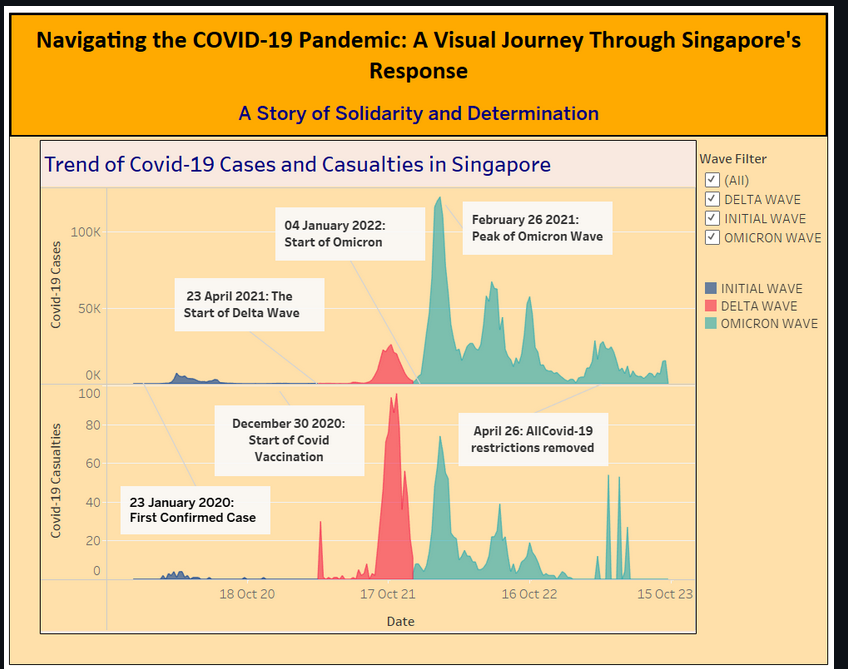 Navigating the COVID-19 Pandemic: A Visual Journey Through Singapore's
Response
A Story of Solidarity and Determination
Trend of Covid-19 Cases and Casualties in Singapore
Covid-19 Cases
100K
50K
0K
04 January 2022:
Start of Omicron
February 26 2021:
Peak of Omicron Wave
23 April 2021: The
Start of Delta Wave
Covid-19 Casualties
100
80
60
40
20
0
December 30 2020:
Start of Covid
Vaccination
April 26: AllCovid-19
restrictions removed
23 January 2020:
First Confirmed Case
18 Oct 20
17 Oct 21
16 Oct 22
15 Oct 23
Date
Wave Filter
(All)
DELTA WAVE
INITIAL WAVE
OMICRON WAVE
INITIAL WAVE
DELTA WAVE
OMICRON WAVE